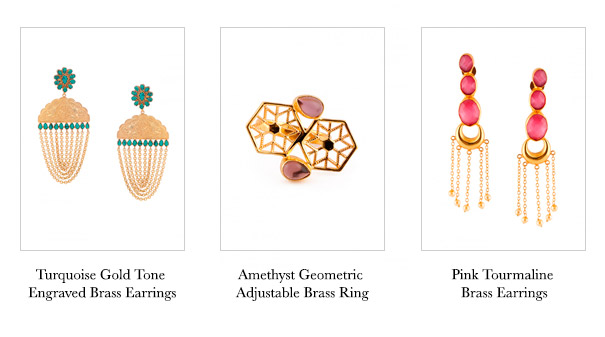 Turquoise Gold Tone
Engraved Brass Earrings
Amethyst Geometric
Adjustable Brass Ring
Pink Tourmaline
Brass Earrings